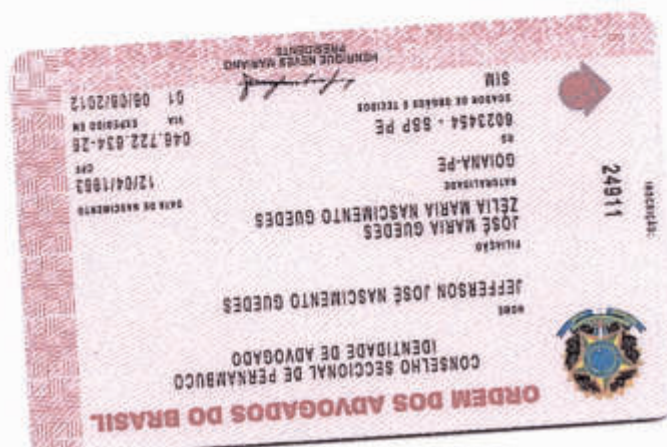 ORDEM DOS ADVOGADOS DO BRASIL
CONSELHO SECCIONAL DE PERNAMBUCO
IDENTIDADE DE ADVOGADO
INSCRIÇÃO:
24911
NOME
JEFFERSON JOSÉ NASCIMENTO GUEDES
FILIAÇÃO
JOSÉ MARIA GUEDES
ZÉLIA MARIA NASCIMENTO GUEDES
NATURALIDADE
GOIANA-PE
DATA DE NASCIMENTO
12/04/1983
RG
6023454 - SSP PE
CPF
046.722.634-26
DOADOR DE ÓRGÃOS E TECIDOS
SIM
VIA EXPEDIDO EM
01 06/08/2012
HENRIQUE NEVES MARIANO
PRESIDENTE